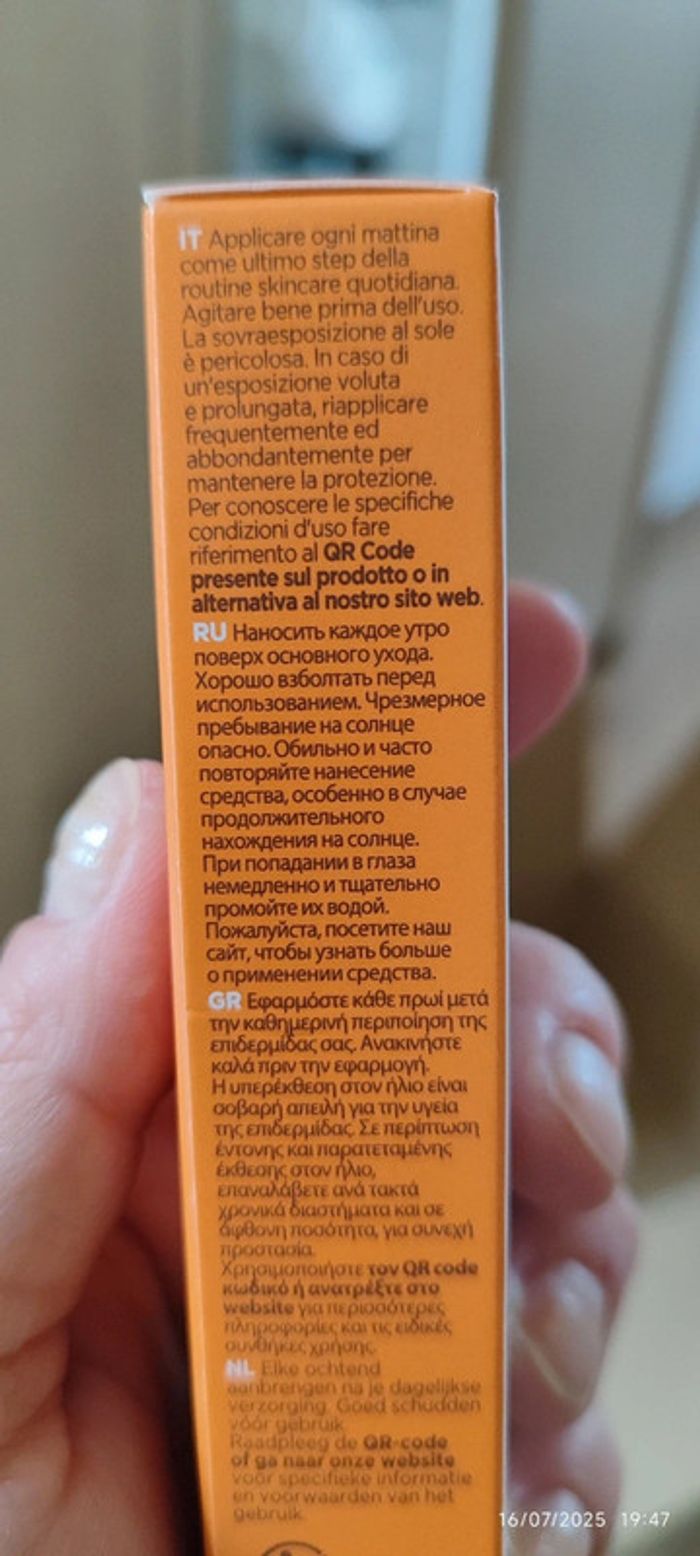 IT Applicare ogni mattina
come ultimo step della
routine skincare quotidiana.
Agitare bene prima dell'uso.
La sovraesposizione al sole
è pericolosa. In caso di
un'esposizione voluta
e prolungata, riapplicare
frequentemente ed
abbondantemente per
mantenere la protezione.
Per conoscere le specifiche
condizioni d'uso fare
riferimento al QR Code
presente sul prodotto o in
alternativa al nostro sito web.
RU Наносить каждое утро
поверх основного ухода.
Хорошо взболтать перед
использованием. Чрезмерное
пребывание на солнце
опасно. Обильно и часто
повторяйте нанесение
средства, особенно в случае
продолжительного
нахождения на солнце.
При попадании в глаза
немедленно и тщательно
промойте их водой.
Пожалуйста, посетите наш
сайт, чтобы узнать больше
о применении средства.
GR Εφαρμόστε κάθε πρωί μετά
την καθημερινή περιποίηση της
επιδερμίδας σας. Ανακινήστε
καλά πριν την εφαρμογή.
Η υπερέκθεση στον ήλιο είναι
σοβαρή απειλή για την υγεία
της επιδερμίδας. Σε περίπτωση
έντονης και παρατεταμένης
έκθεσης στον ήλιο,
επαναλάβετε ανά τακτά
χρονικά διαστήματα και σε
άφθονη ποσότητα, για συνεχή
προστασία.
Χρησιμοποιήστε τον QR code
κωδικό ή ανατρέξτε στο
website για περισσότερες
πληροφορίες και τις ειδικές
συνθήκες χρήσης.
NL Elke ochtend
aanbrengen na je dagelijkse
verzorging. Goed schudden
vóór gebruik.
Raadpleeg de QR-code
of ga naar onze website
voor specifieke informatie
en voorwaarden van het
gebruik.
16/07/2025 19:47